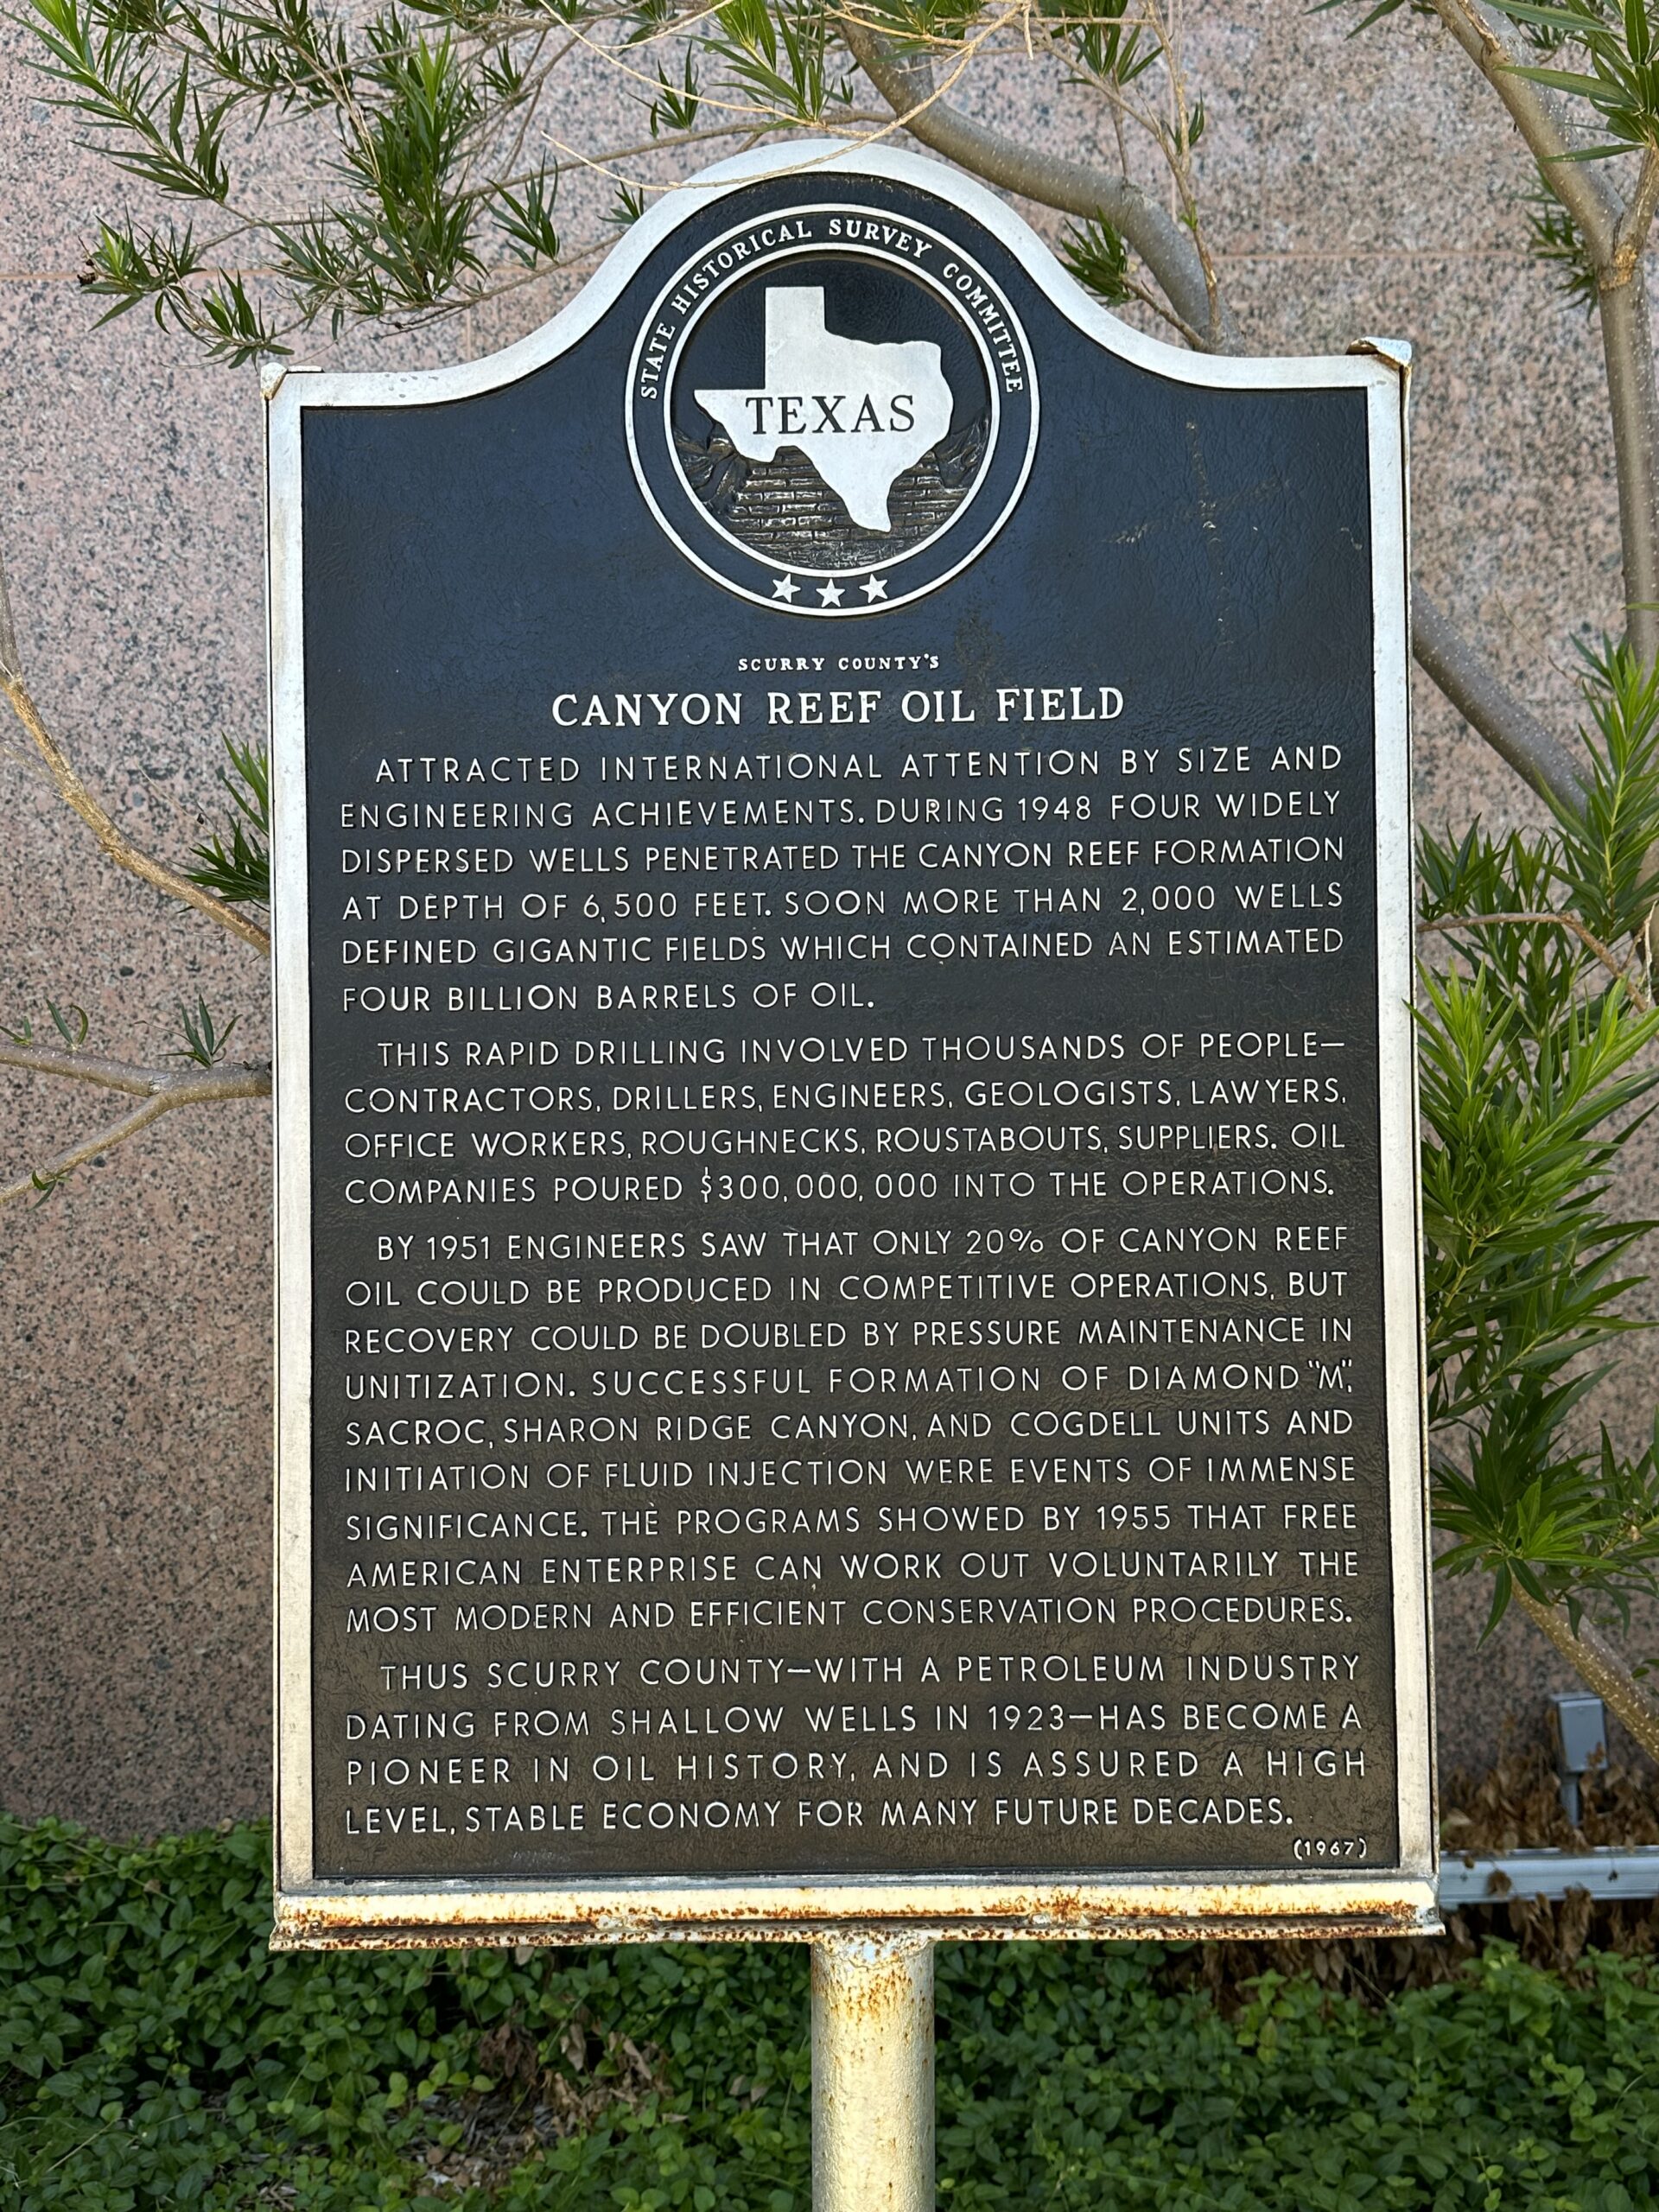 STATE HISTORICAL SURVEY COMMITTEE
TEXAS
SCURRY COUNTY'S
CANYON REEF OIL FIELD
ATTRACTED INTERNATIONAL ATTENTION BY SIZE AND
ENGINEERING ACHIEVEMENTS. DURING 1948 FOUR WIDELY
DISPERSED WELLS PENETRATED THE CANYON REEF FORMATION
AT DEPTH OF 6,500 FEET. SOON MORE THAN 2,000 WELLS
DEFINED GIGANTIC FIELDS WHICH CONTAINED AN ESTIMATED
FOUR BILLION BARRELS OF OIL.
THIS RAPID DRILLING INVOLVED THOUSANDS OF PEOPLE—
CONTRACTORS, DRILLERS, ENGINEERS, GEOLOGISTS, LAWYERS,
OFFICE WORKERS, ROUGHNECKS, ROUSTABOUTS, SUPPLIERS. OIL
COMPANIES POURED $300,000,000 INTO THE OPERATIONS.
BY 1951 ENGINEERS SAW THAT ONLY 20% OF CANYON REEF
OIL COULD BE PRODUCED IN COMPETITIVE OPERATIONS, BUT
RECOVERY COULD BE DOUBLED BY PRESSURE MAINTENANCE IN
UNITIZATION. SUCCESSFUL FORMATION OF DIAMOND "M",
SACROC, SHARON RIDGE CANYON, AND COGDELL UNITS AND
INITIATION OF FLUID INJECTION WERE EVENTS OF IMMENSE
SIGNIFICANCE. THE PROGRAMS SHOWED BY 1955 THAT FREE
AMERICAN ENTERPRISE CAN WORK OUT VOLUNTARILY THE
MOST MODERN AND EFFICIENT CONSERVATION PROCEDURES.
THUS SCURRY COUNTY—WITH A PETROLEUM INDUSTRY
DATING FROM SHALLOW WELLS IN 1923—HAS BECOME A
PIONEER IN OIL HISTORY, AND IS ASSURED A HIGH
LEVEL, STABLE ECONOMY FOR MANY FUTURE DECADES.
(1967)